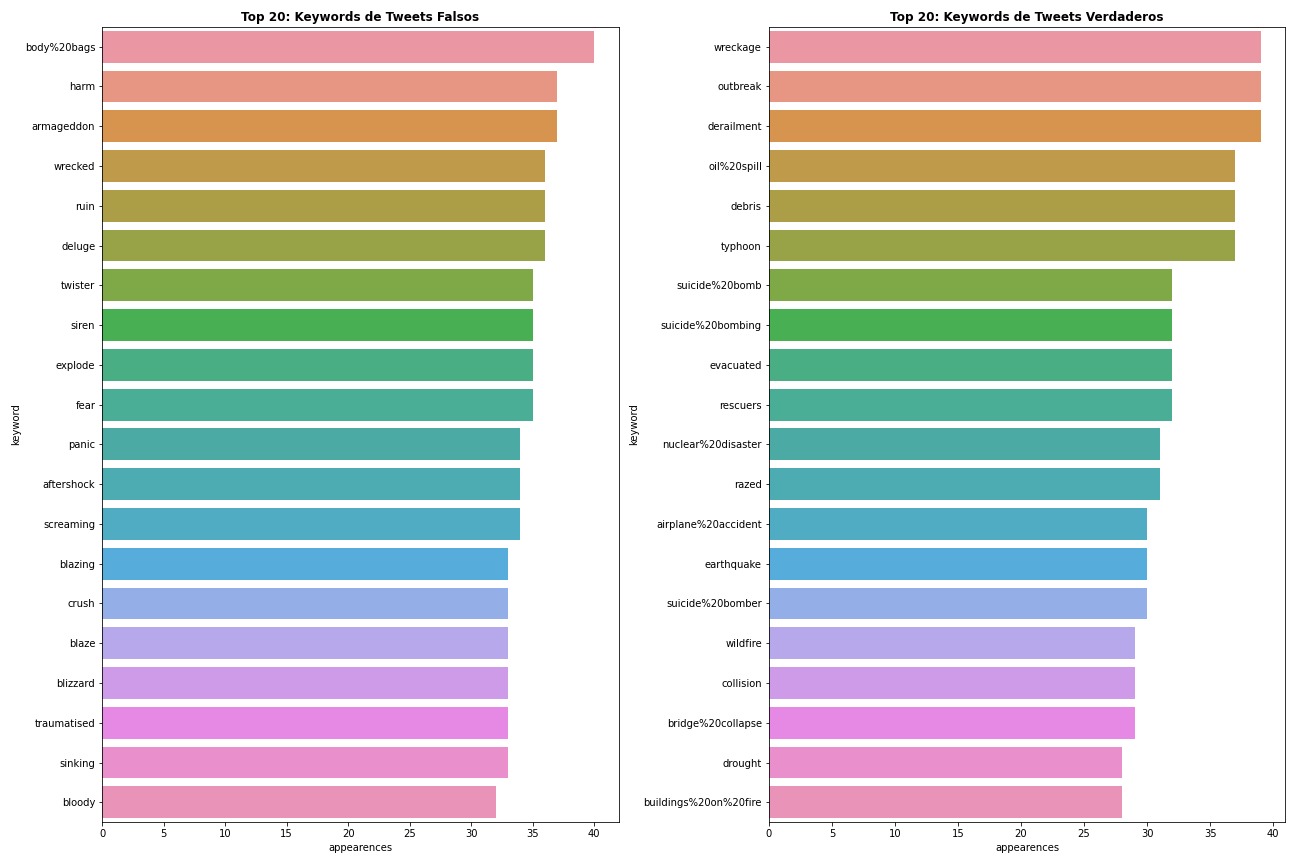 Top 20: Keywords de Tweets Falsos
keyword
body%20bags
harm
armageddon
wrecked
ruin
deluge
twister
siren
explode
fear
panic
aftershock
screaming
blazing
crush
blaze
blizzard
traumatised
sinking
bloody
0 5 10 15 20 25 30 35 40
appearences
Top 20: Keywords de Tweets Verdaderos
keyword
wreckage
outbreak
derailment
oil%20spill
debris
typhoon
suicide%20bomb
suicide%20bombing
evacuated
rescuers
nuclear%20disaster
razed
airplane%20accident
earthquake
suicide%20bomber
wildfire
collision
bridge%20collapse
drought
buildings%20on%20fire
0 5 10 15 20 25 30 35 40
appearences